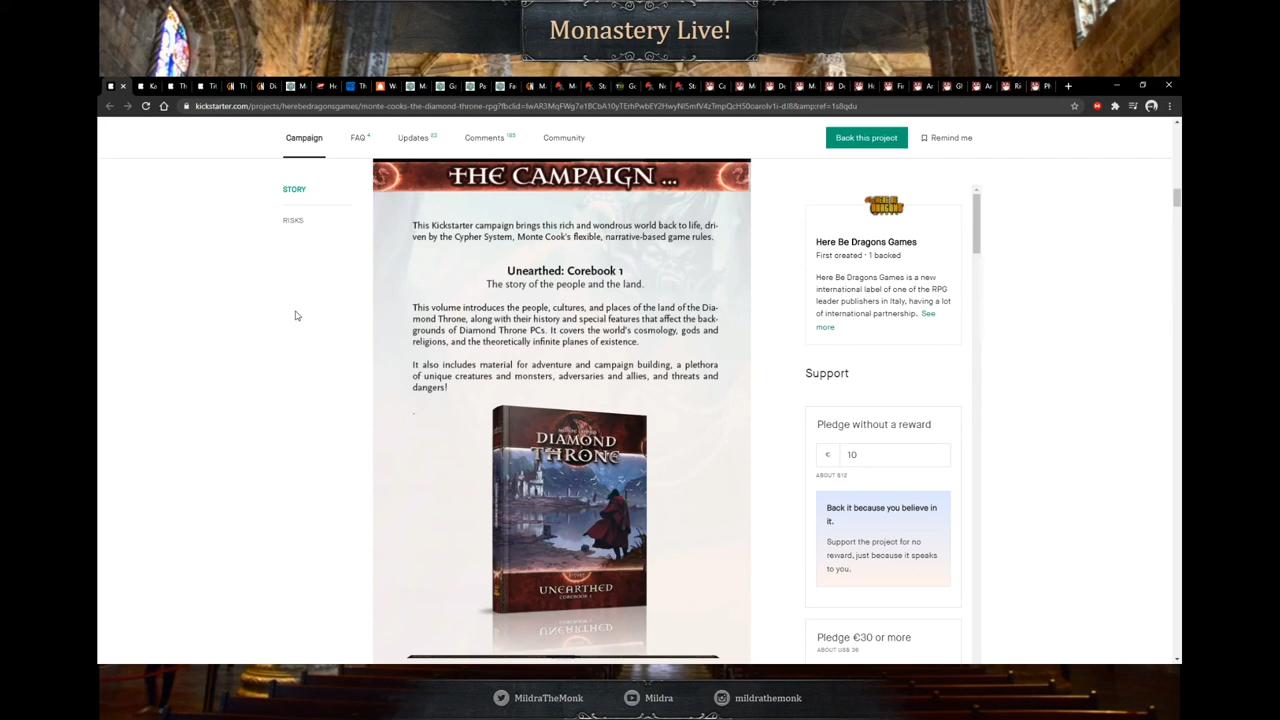 Monastery Live!
kickstarter.com/projects/herebedragonsgames/monte-cooks-the-diamond-throne-rpg?
Campaign
FAQ 4
Updates
Comments 185
Community
Back this project
Remind me
STORY
RISKS
THE CAMPAIGN ...
This Kickstarter campaign brings this rich and wondrous world back to life, dri-
ven by the Cypher System, Monte Cook's flexible, narrative-based game rules.
Unearthed: Corebook 1
The story of the people and the land.
This volume introduces the people, cultures, and places of the land of the Dia-
mond Throne, along with their history and special features that affect the back-
grounds of Diamond Throne PCs. It covers the world's cosmology, gods and
religions, and the theoretically infinite planes of existence.
It also includes material for adventure and campaign building, a plethora
of unique creatures and monsters, adversaries and allies, and threats and
dangers!
DIAMOND
THRONE
UNEARTHED
COREBOOK 1
HERE BE DRAGONS
Here Be Dragons Games
First created · 1 backed
Here Be Dragons Games is a new
international label of one of the RPG
leader publishers in Italy, having a lot
of international partnership. See
more
Support
Pledge without a reward
€ 10
ABOUT $12
Back it because you believe in
it.
Support the project for no
reward, just because it speaks
to you.
Pledge €30 or more
ABOUT US$ 36
MildraTheMonk
Mildra
mildrathemonk